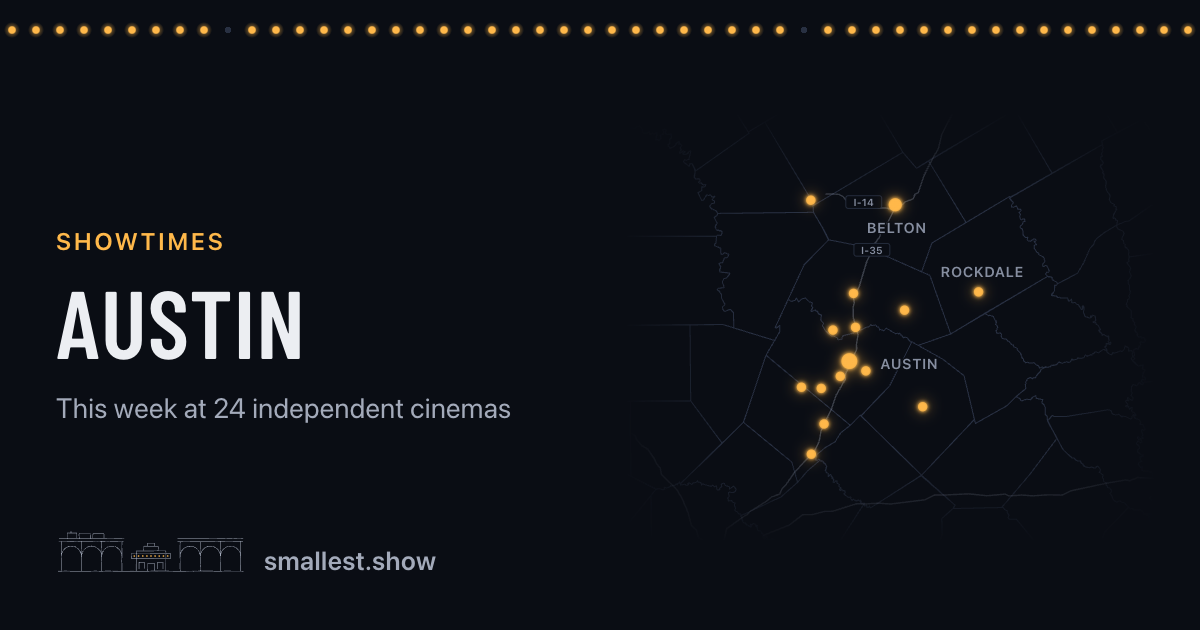 SHOWTIMES
AUSTIN
This week at 24 independent cinemas
smallest.show
I-14
BELTON
I-35
ROCKDALE
AUSTIN